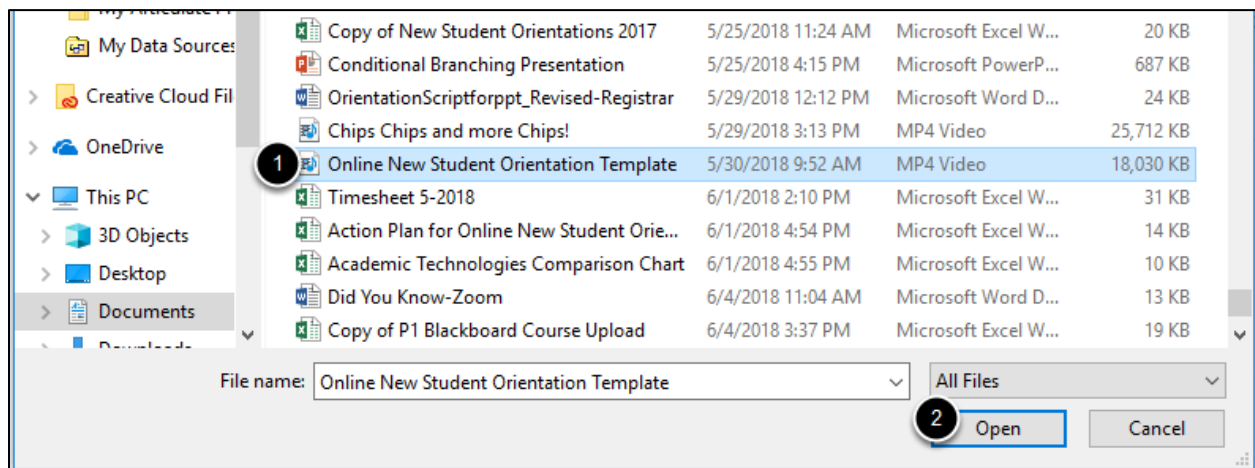 My Data Sources
Creative Cloud Fil
OneDrive
This PC
3D Objects
Desktop
Documents
Copy of New Student Orientations 2017 5/25/2018 11:24 AM Microsoft Excel W... 20 KB
Conditional Branching Presentation 5/25/2018 4:15 PM Microsoft PowerP... 687 KB
OrientationScriptforppt_Revised-Registrar 5/29/2018 12:12 PM Microsoft Word D... 24 KB
Chips Chips and more Chips! 5/29/2018 3:13 PM MP4 Video 25,712 KB
1 Online New Student Orientation Template 5/30/2018 9:52 AM MP4 Video 18,030 KB
Timesheet 5-2018 6/1/2018 2:10 PM Microsoft Excel W... 31 KB
Action Plan for Online New Student Orie... 6/1/2018 4:54 PM Microsoft Excel W... 14 KB
Academic Technologies Comparison Chart 6/1/2018 4:55 PM Microsoft Excel W... 10 KB
Did You Know-Zoom 6/4/2018 11:04 AM Microsoft Word D... 13 KB
Copy of P1 Blackboard Course Upload 6/4/2018 3:37 PM Microsoft Excel W... 19 KB
File name: Online New Student Orientation Template All Files
2 Open Cancel